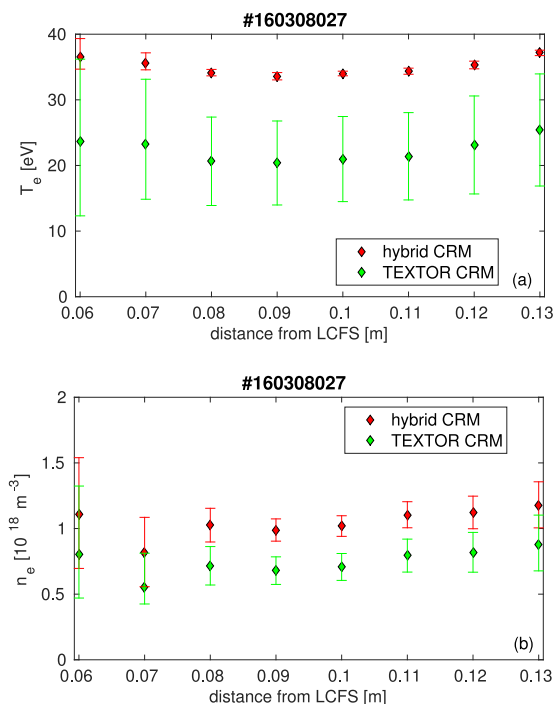 #160308027
40
30
20
10
0
T_e [eV]
hybrid CRM
TEXTOR CRM
(a)
0.06 0.07 0.08 0.09 0.1 0.11 0.12 0.13
distance from LCFS [m]
#160308027
2
1.5
1
0.5
0
n_e [10^18 m^-3]
hybrid CRM
TEXTOR CRM
(b)
0.06 0.07 0.08 0.09 0.1 0.11 0.12 0.13
distance from LCFS [m]